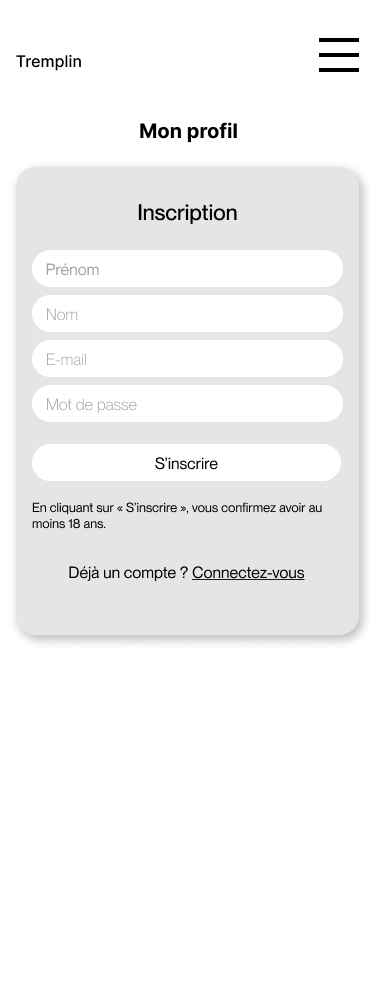 Tremplin
Mon profil
Inscription
Prénom
Nom
E-mail
Mot de passe
S'inscrire
En cliquant sur « S'inscrire », vous confirmez avoir au
moins 18 ans.
Déjà un compte ? Connectez-vous